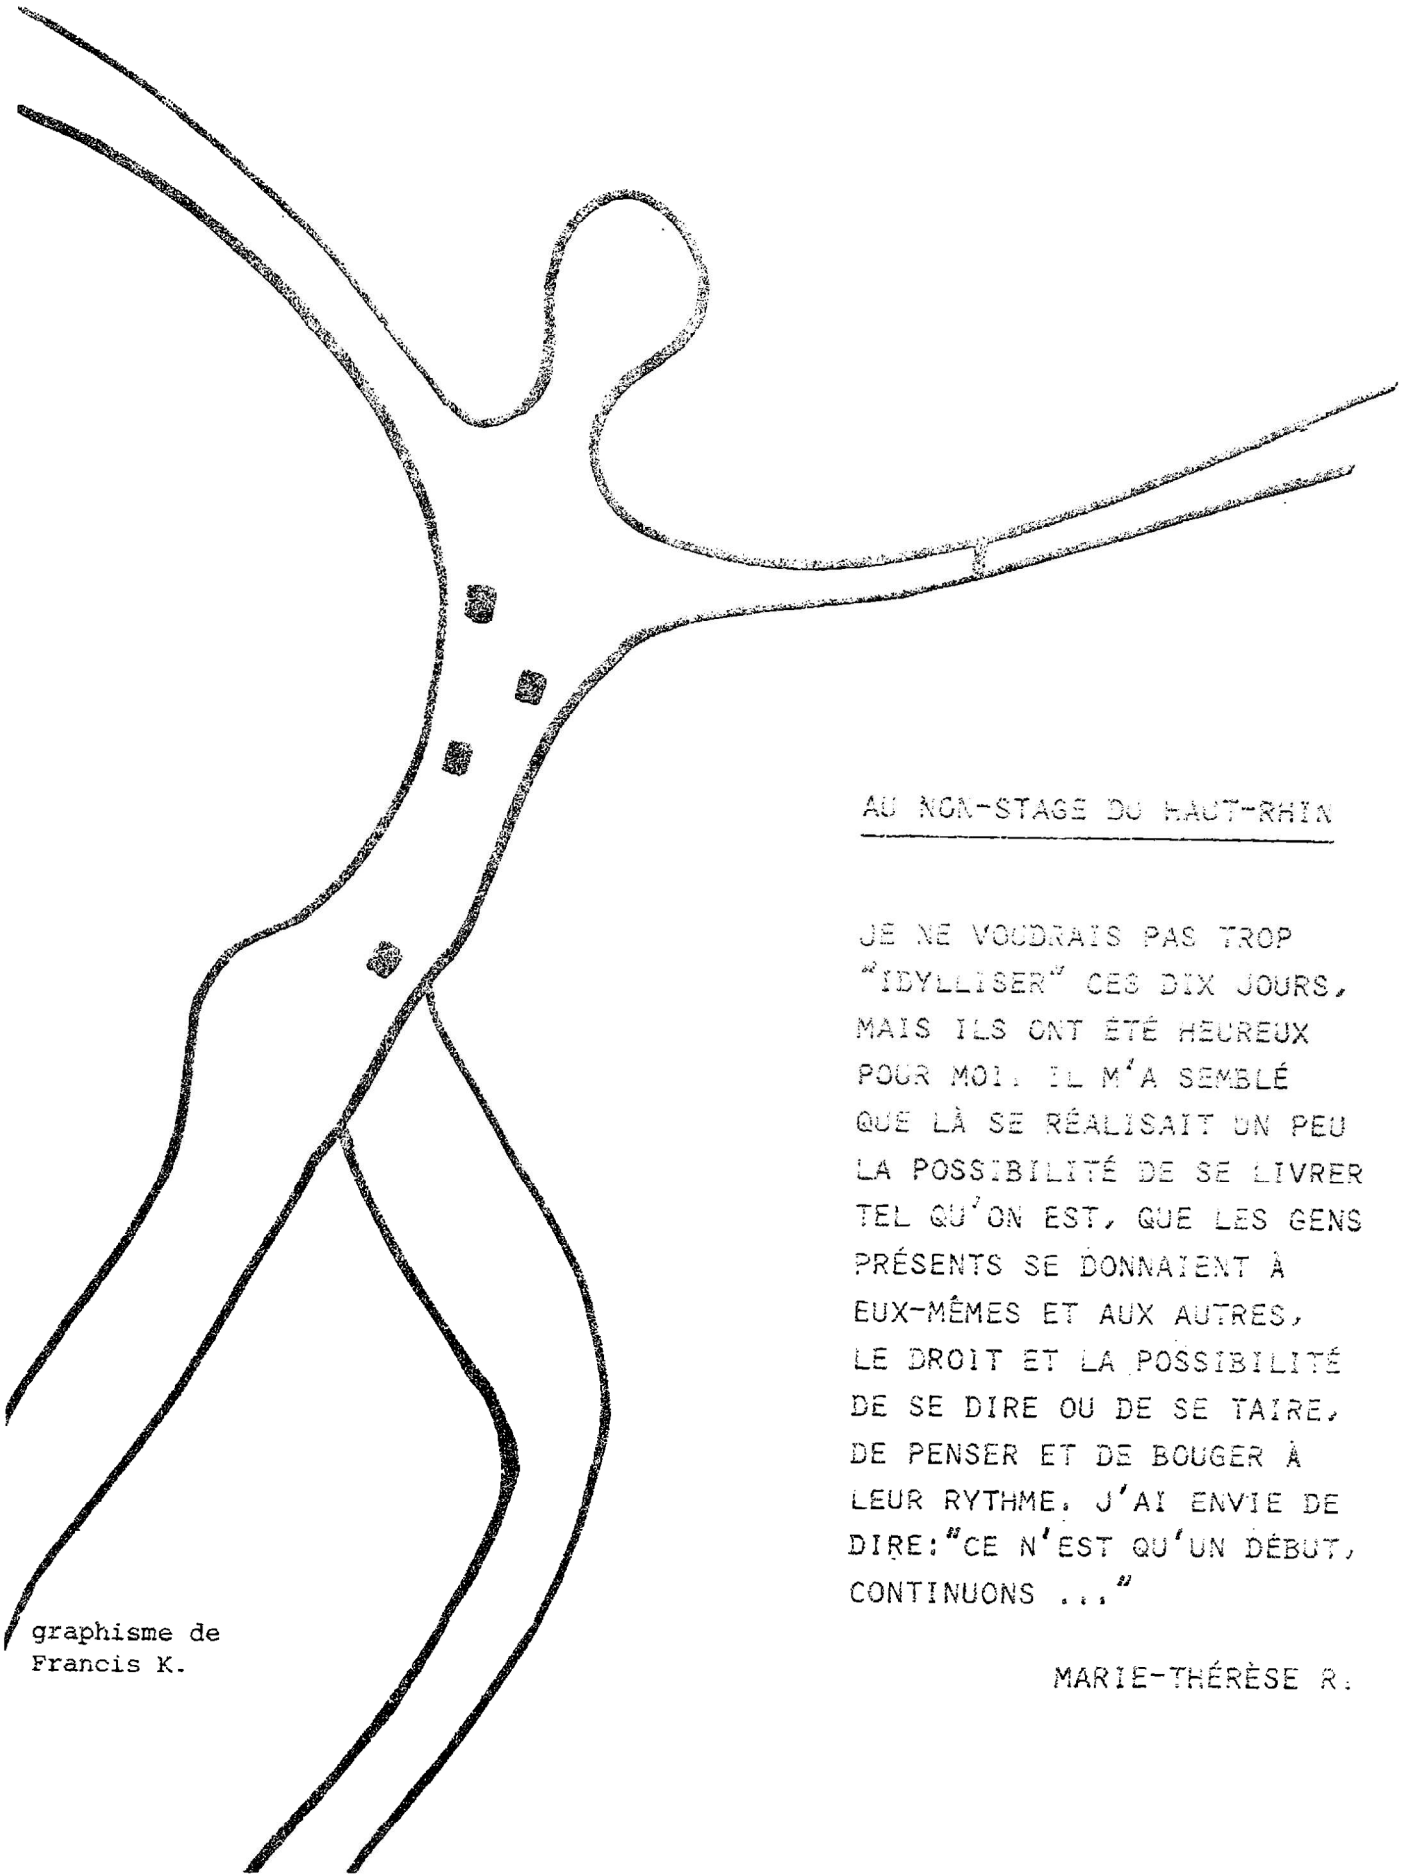 AU NON-STAGE DU HAUT-RHIN
JE NE VOUDRAIS PAS TROP
"IDYLLISER" CES DIX JOURS,
MAIS ILS ONT ÉTÉ HEUREUX
POUR MOI. IL M'A SEMBLÉ
QUE LÀ SE RÉALISAIT UN PEU
LA POSSIBILITÉ DE SE LIVRER
TEL QU'ON EST, QUE LES GENS
PRÉSENTS SE DONNAIENT À
EUX-MÊMES ET AUX AUTRES,
LE DROIT ET LA POSSIBILITÉ
DE SE DIRE OU DE SE TAIRE,
DE PENSER ET DE BOUGER À
LEUR RYTHME. J'AI ENVIE DE
DIRE:"CE N'EST QU'UN DÉBUT,
CONTINUONS ..."
MARIE-THÉRÈSE R.
graphisme de
Francis K.